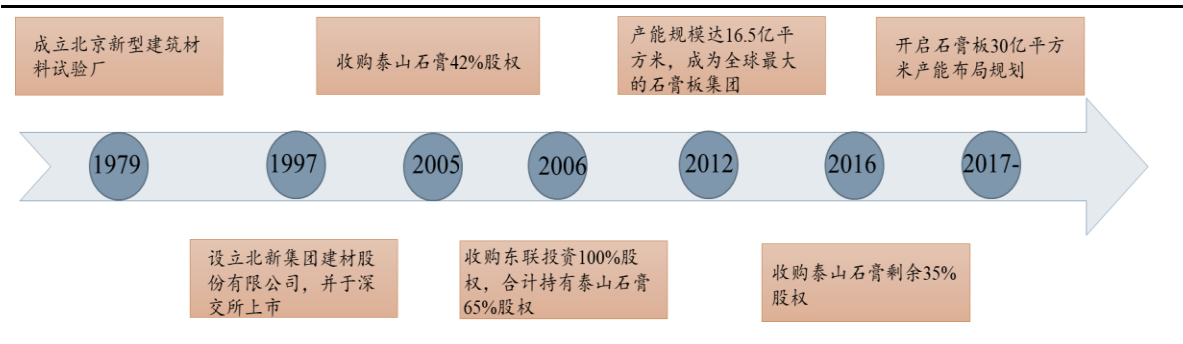 成立北京新型建筑材
料试验厂
收购泰山石膏42%股权
产能规模达16.5亿平
方米，成为全球最大
的石膏板集团
开启石膏板30亿平方
米产能布局规划
1979
1997
2005
2006
2012
2016
2017-
设立北新集团建材股
份有限公司，并于深
交所上市
收购东联投资100%股
权，合计持有泰山石膏
65%股权
收购泰山石膏剩余35%
股权